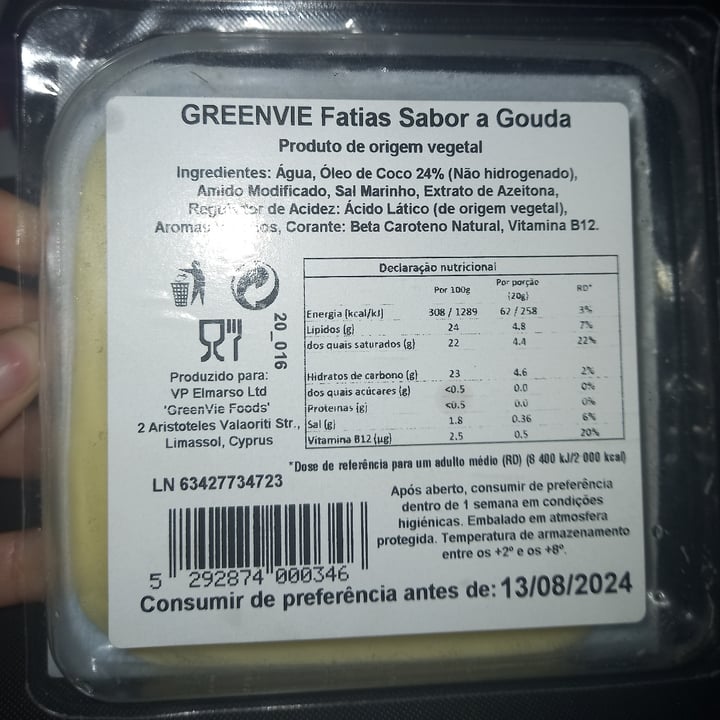 GREENVIE Fatias Sabor a Gouda
Produto de origem vegetal
Ingredientes: Água, Óleo de Coco 24% (Não hidrogenado),
Amido Modificado, Sal Marinho, Extrato de Azeitona,
de Acidez: Ácido Lático (de origem vegetal),
Corante: Beta Caroteno Natural, Vitamina B12.
Declaração nutricional
Por 100g Por porção (20g) RD*
Energia (kcal/kJ) 308 / 1289 62 / 258 3%
Lípidos (g) 24 4.8 7%
dos quais saturados (g) 22 4.4 22%
Hidratos de carbono (g) 23 4.6 2%
dos quais açúcares (g) <0.5 0.0 0%
Proteínas (g) <0.5 0.0 0%
Sal (g) 1.8 0.36 6%
Vitamina B12 (µg) 2.5 0.5 20%
*Dose de referência para um adulto médio (RD) (8 400 kJ/2 000 kcal)
20_016
Produzido para:
VP Elmarso Ltd
'GreenVie Foods'
2 Aristoteles Valaoriti Str.,
Limassol, Cyprus
LN 63427734723
Após aberto, consumir de preferência
dentro de 1 semana em condições
higiénicas. Embalado em atmosfera
protegida. Temperatura de armazenamento
entre os +2º e os +8º.
5 292874 000346
Consumir de preferência antes de: 13/08/2024